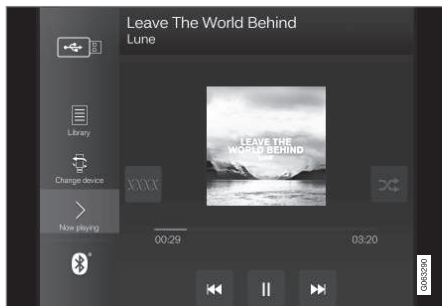 Leave The World Behind
Lune
Library
Change device
Now playing
LEAVE THE
WORLD BEHIND
LUNE
XXXX
00:29
03:20
G063290